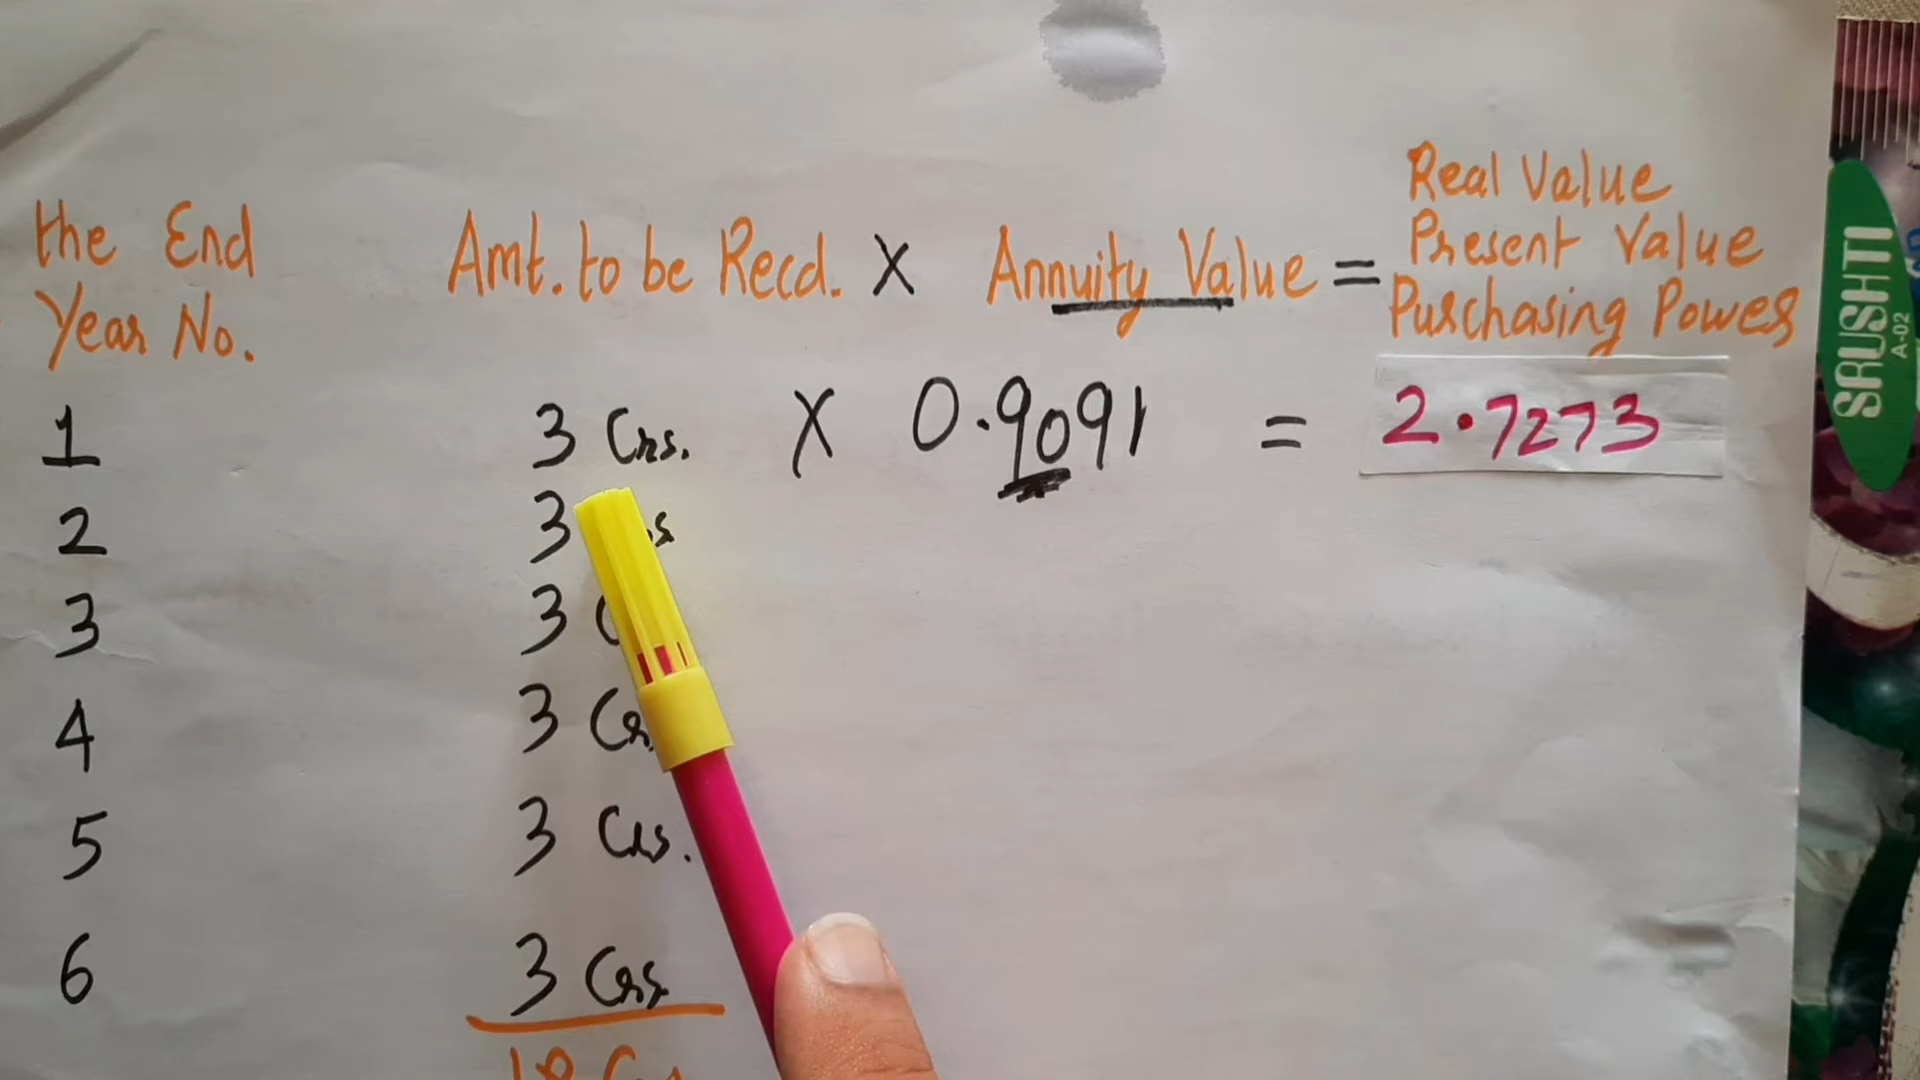 the End Year No.
Amt. to be Recd. X Annuity Value = Real Value Present Value Purchasing Power
1 3 Crs. X 0.9091 = 2.7273
2 3
3 3
4 3 Crs
5 3 Crs.
6 3 Crs
SRUSHTI
A-02